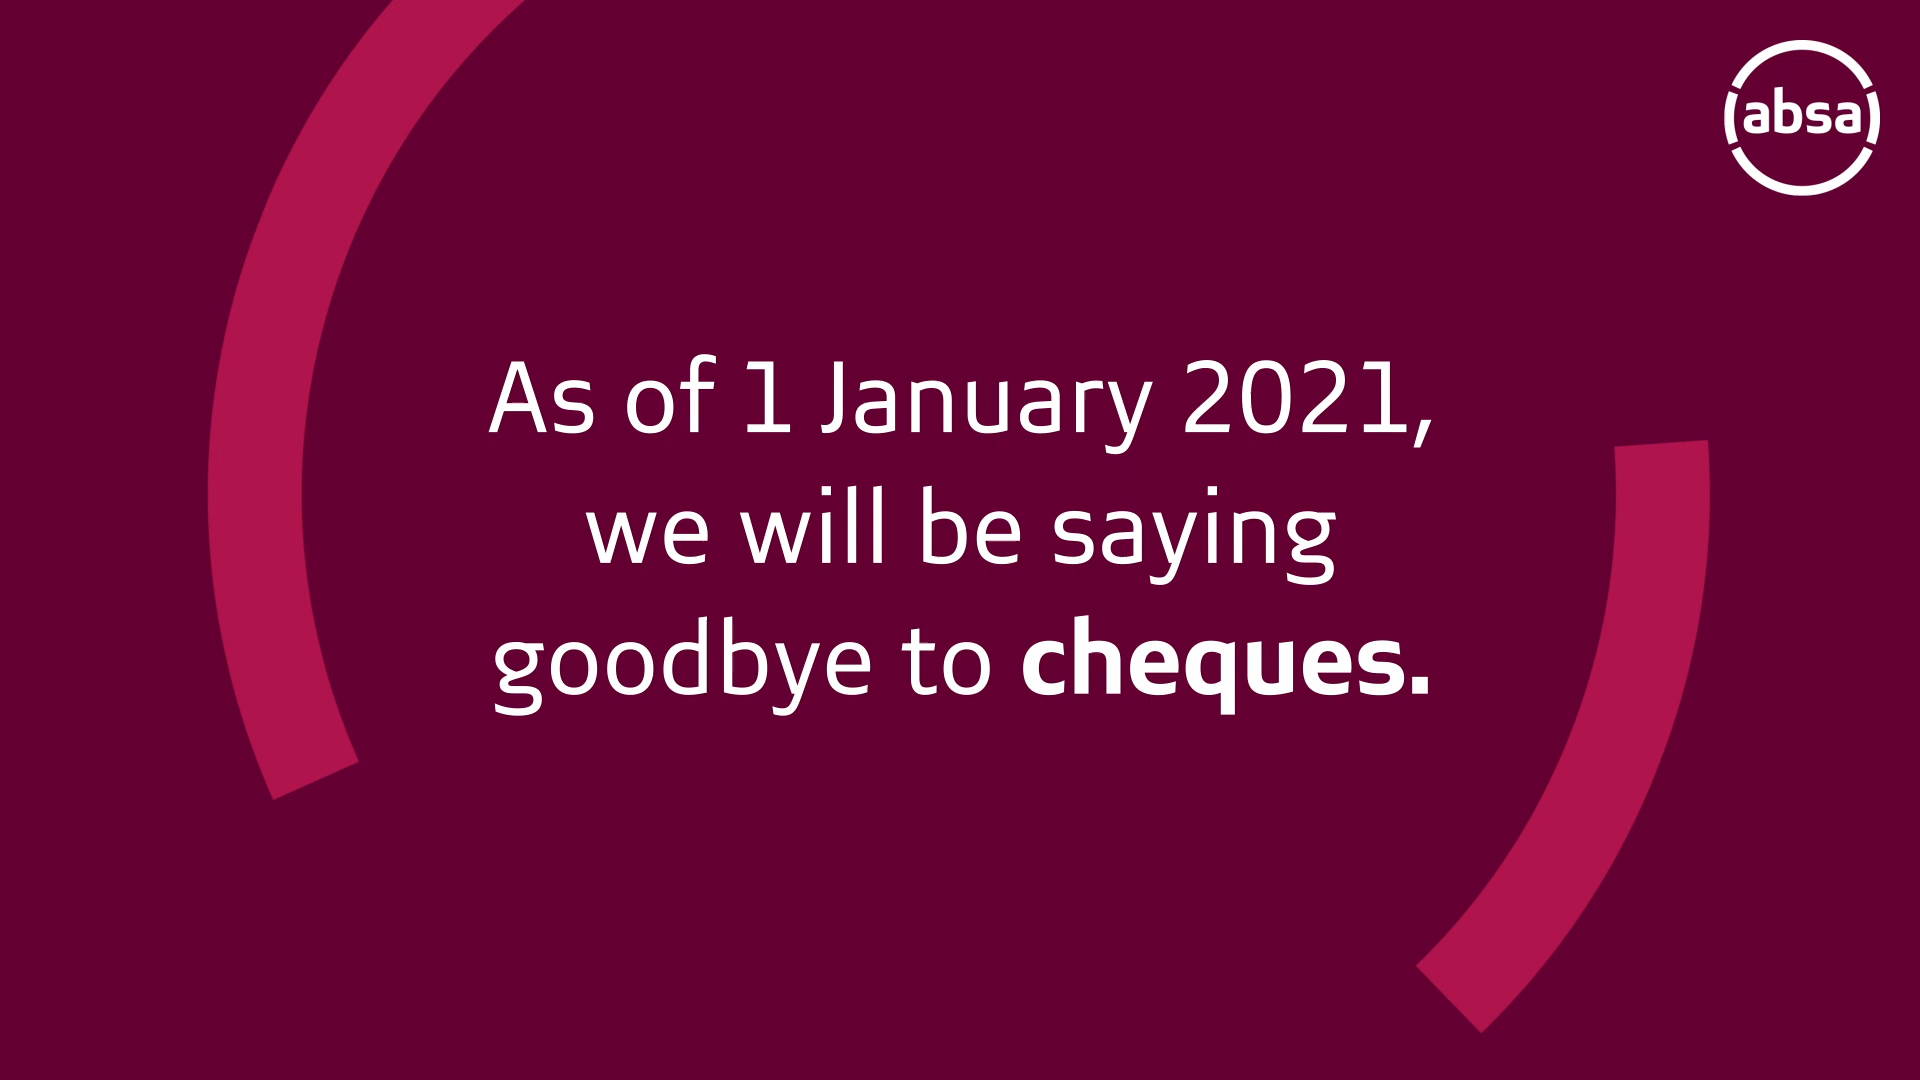 absa
As of 1 January 2021,
we will be saying
goodbye to cheques.